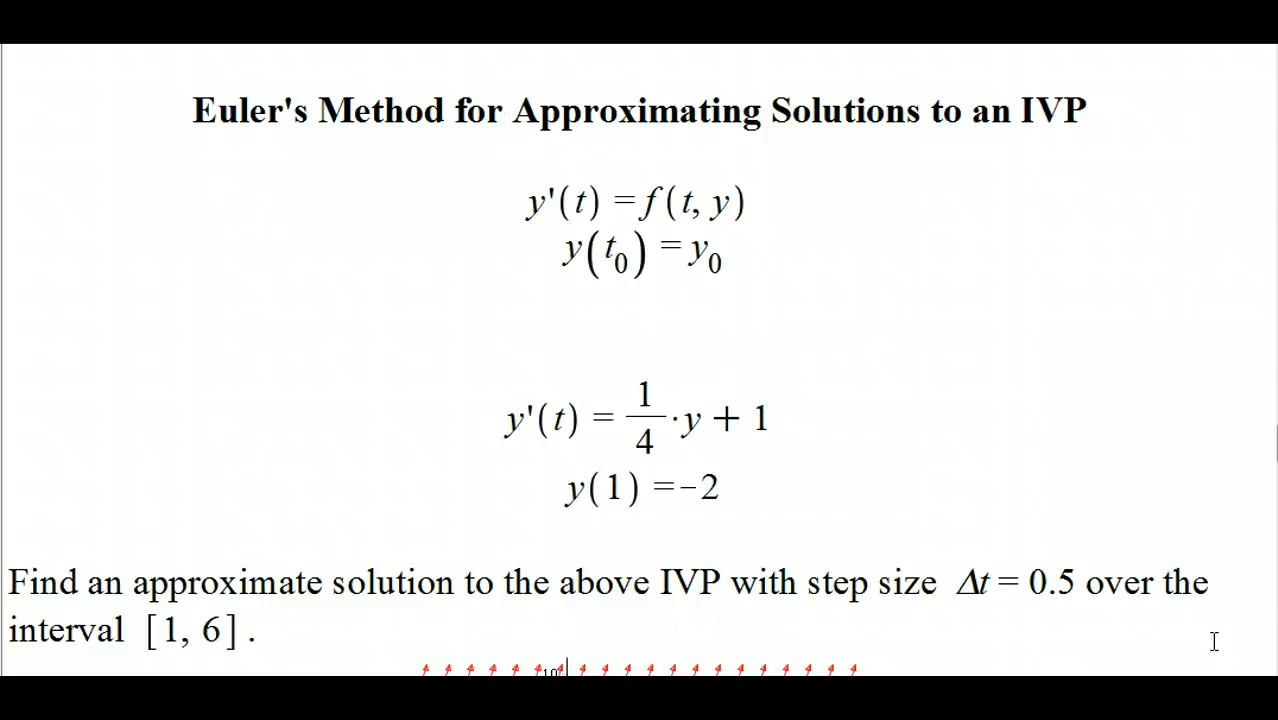 Euler's Method for Approximating Solutions to an IVP
y'(t) = f(t, y)
y(t₀) = y₀
y'(t) = 1/4 · y + 1
y(1) = −2
Find an approximate solution to the above IVP with step size Δt = 0.5 over the
interval [1, 6] .
10